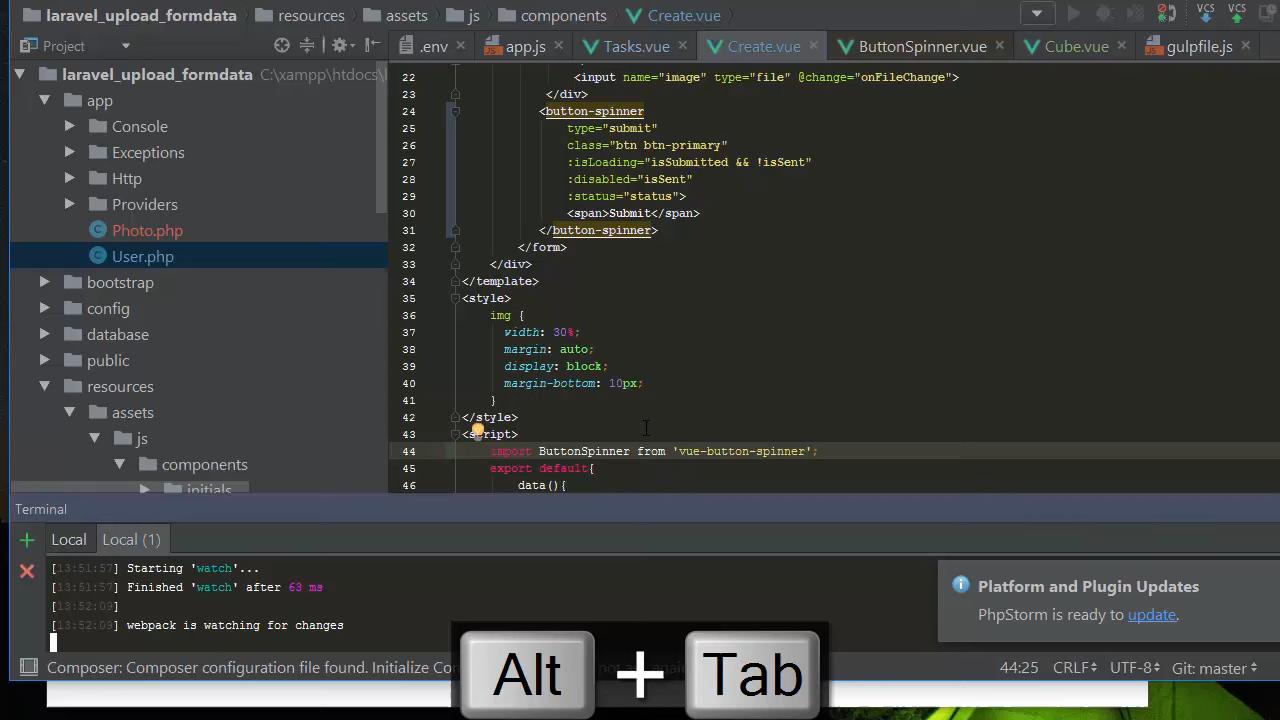 laravel_upload_formdata resources assets js components Create.vue VCS VCS
Project .env app.js Tasks.vue Create.vue ButtonSpinner.vue Cube.vue gulpfile.js
laravel_upload_formdata C:\xampp\htdocs\l
app
Console
Exceptions
Http
Providers
Photo.php
User.php
bootstrap
config
database
public
resources
assets
js
components
initials
22 <input name="image" type="file" @change="onFileChange">
23 </div>
24 <button-spinner
25 type="submit"
26 class="btn btn-primary"
27 :isLoading="isSubmitted && !isSent"
28 :disabled="isSent"
29 :status="status">
30 <span>Submit</span>
31 </button-spinner>
32 </form>
33 </div>
34 </template>
35 <style>
36 img {
37 width: 30%;
38 margin: auto;
39 display: block;
40 margin-bottom: 10px;
41 }
42 </style>
43 <script>
44 import ButtonSpinner from 'vue-button-spinner';
45 export default{
46 data(){
Terminal
Local Local (1)
[13:51:57] Starting 'watch'...
[13:51:57] Finished 'watch' after 63 ms
[13:52:09]
[13:52:09] webpack is watching for changes
Platform and Plugin Updates
PhpStorm is ready to update.
Alt + Tab
Composer: Composer configuration file found. Initialize 44:25 CRLF UTF-8 Git: master